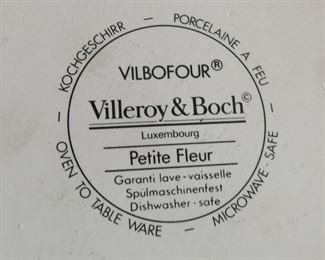 — KOCHGESCHIRR — PORCELAINE A FEU —
VILBOFOUR®
Villeroy & Boch ©
Luxembourg
Petite Fleur
Garanti lave-vaisselle
Spülmaschinenfest
Dishwasher-safe
OVEN TO TABLE WARE — MICROWAVE-SAFE